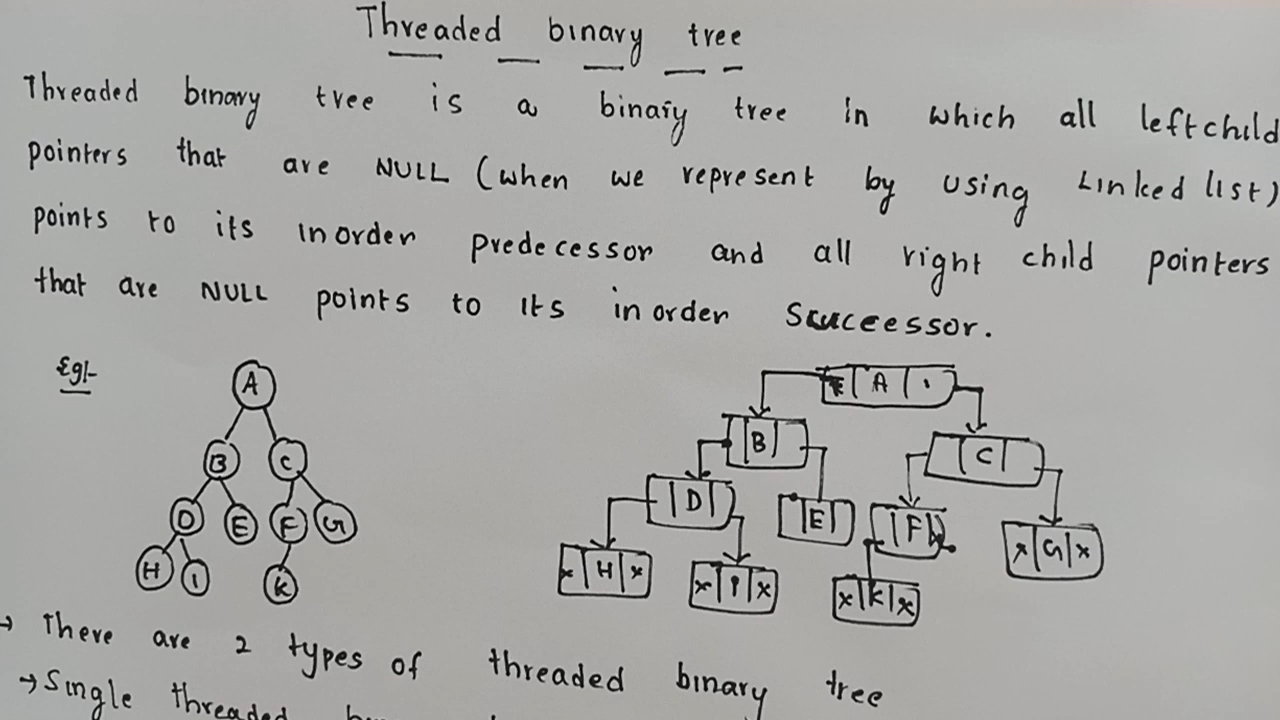 Threaded binary tree
Threaded binary tree is a binary tree in which all leftchild
pointers that are NULL (when we represent by using Linked list)
points to its inorder predecessor and all right child pointers
that are NULL points to its inorder Scuceessor.
Eg:-
A
B C
D E F G
H I K
A
B
C
D
E
F
G
x H x
x I x
x K x
x G x
→ There are 2 types of threaded binary tree
→ Single threaded